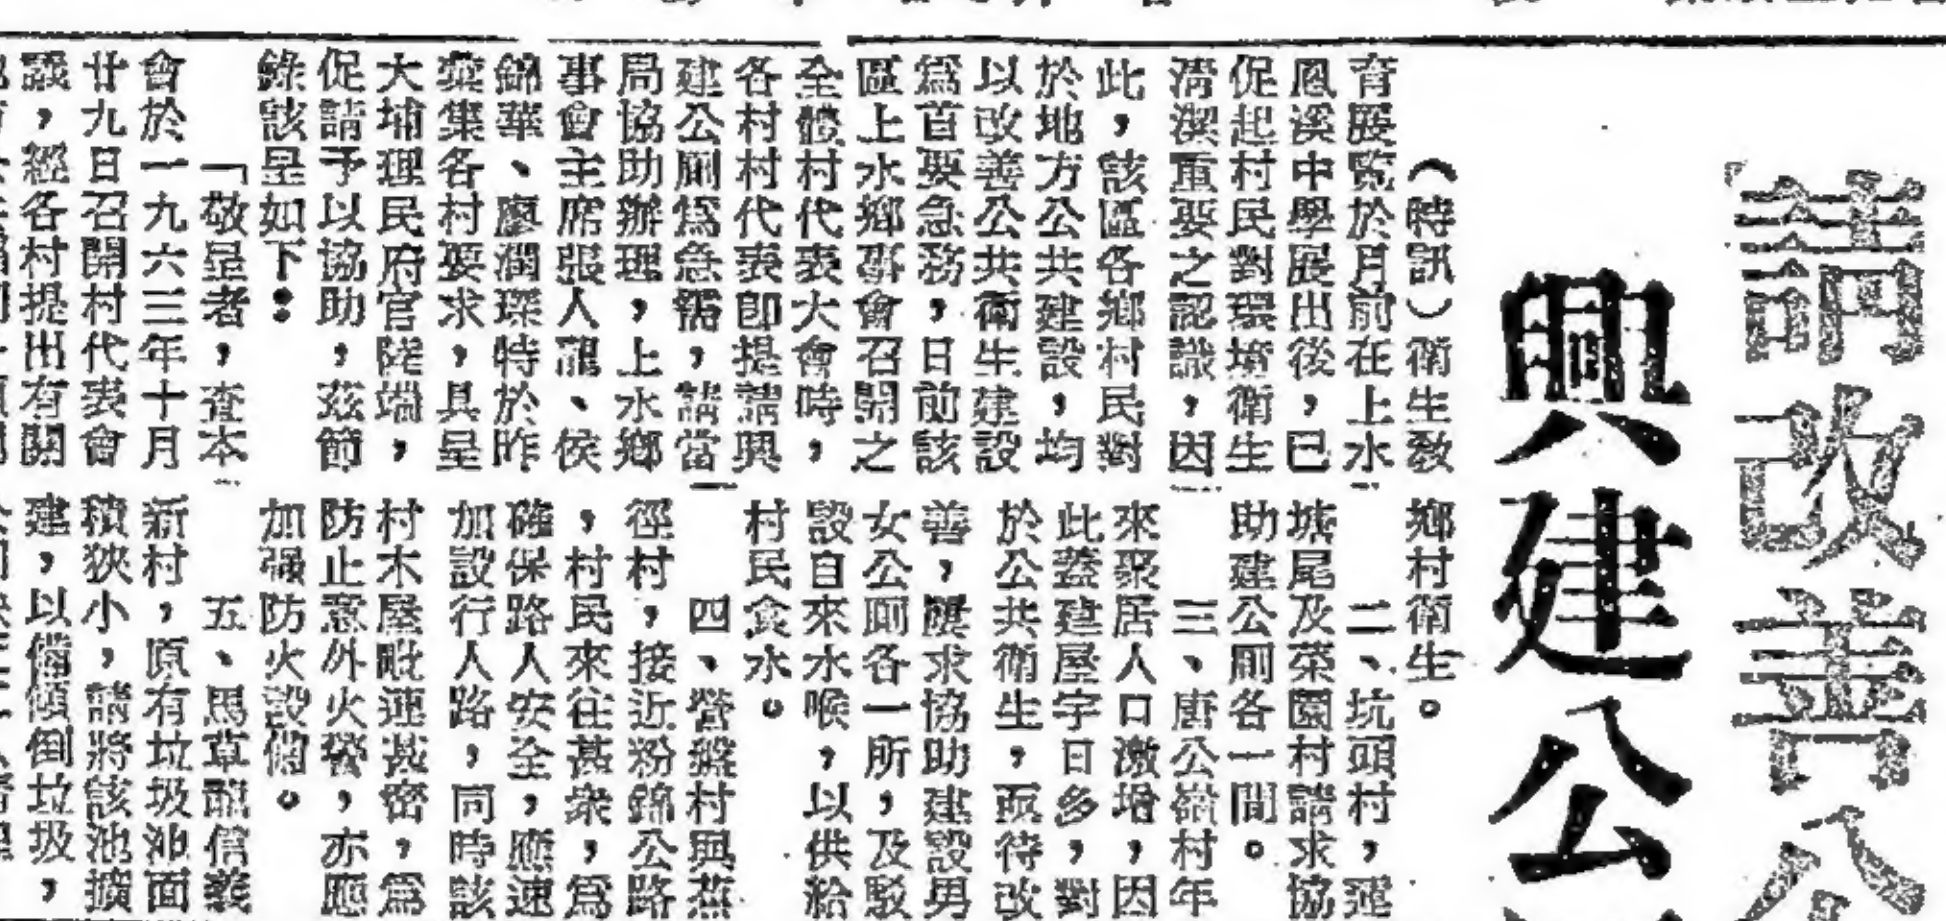 請改善公
興建公
（特訊）衛生教
育展覽於月前在上水
鳳溪中學展出後，已
促起村民對環境衛生
清潔重要之認識，因
此，該區各鄉村民對
於地方公共建設，均
以改善公共衛生建設
爲首要急務，日前該
區上水鄉事會召開之
全體村代表大會時，
各村村代表即提請興
建公厠爲急需，請當
局協助辦理，上水鄉
事會主席張人龍、侯
錦華、廖潤琛特於昨
彙集各村要求，具呈
大埔理民府官陸端，
促請予以協助，茲節
錄該呈如下：
「敬呈者，查本
會於一九六三年十月
廿九日召開村代表會
議，經各村提出有關
鄉村衛生。
二、坑頭村，蓮
塘尾及菜園村請求協
助建公厠各一間。
三、唐公嶺村年
來聚居人口激增，因
此蓋建屋宇日多，對
於公共衛生，亟待改
善，懇求協助建設男
女公厠各一所，及駁
設自來水喉，以供給
村民食水。
四、營盤村興燕
徑村，接近粉錦公路
，村民來往甚衆，爲
確保路人安全，應速
加設行人路，同時該
村木屋毗連甚密，爲
防止意外火警，亦應
加强防火設備。
五、馬草龍信義
新村，原有垃圾池面
積狹小，請將該池擴
建，以備傾倒垃圾，